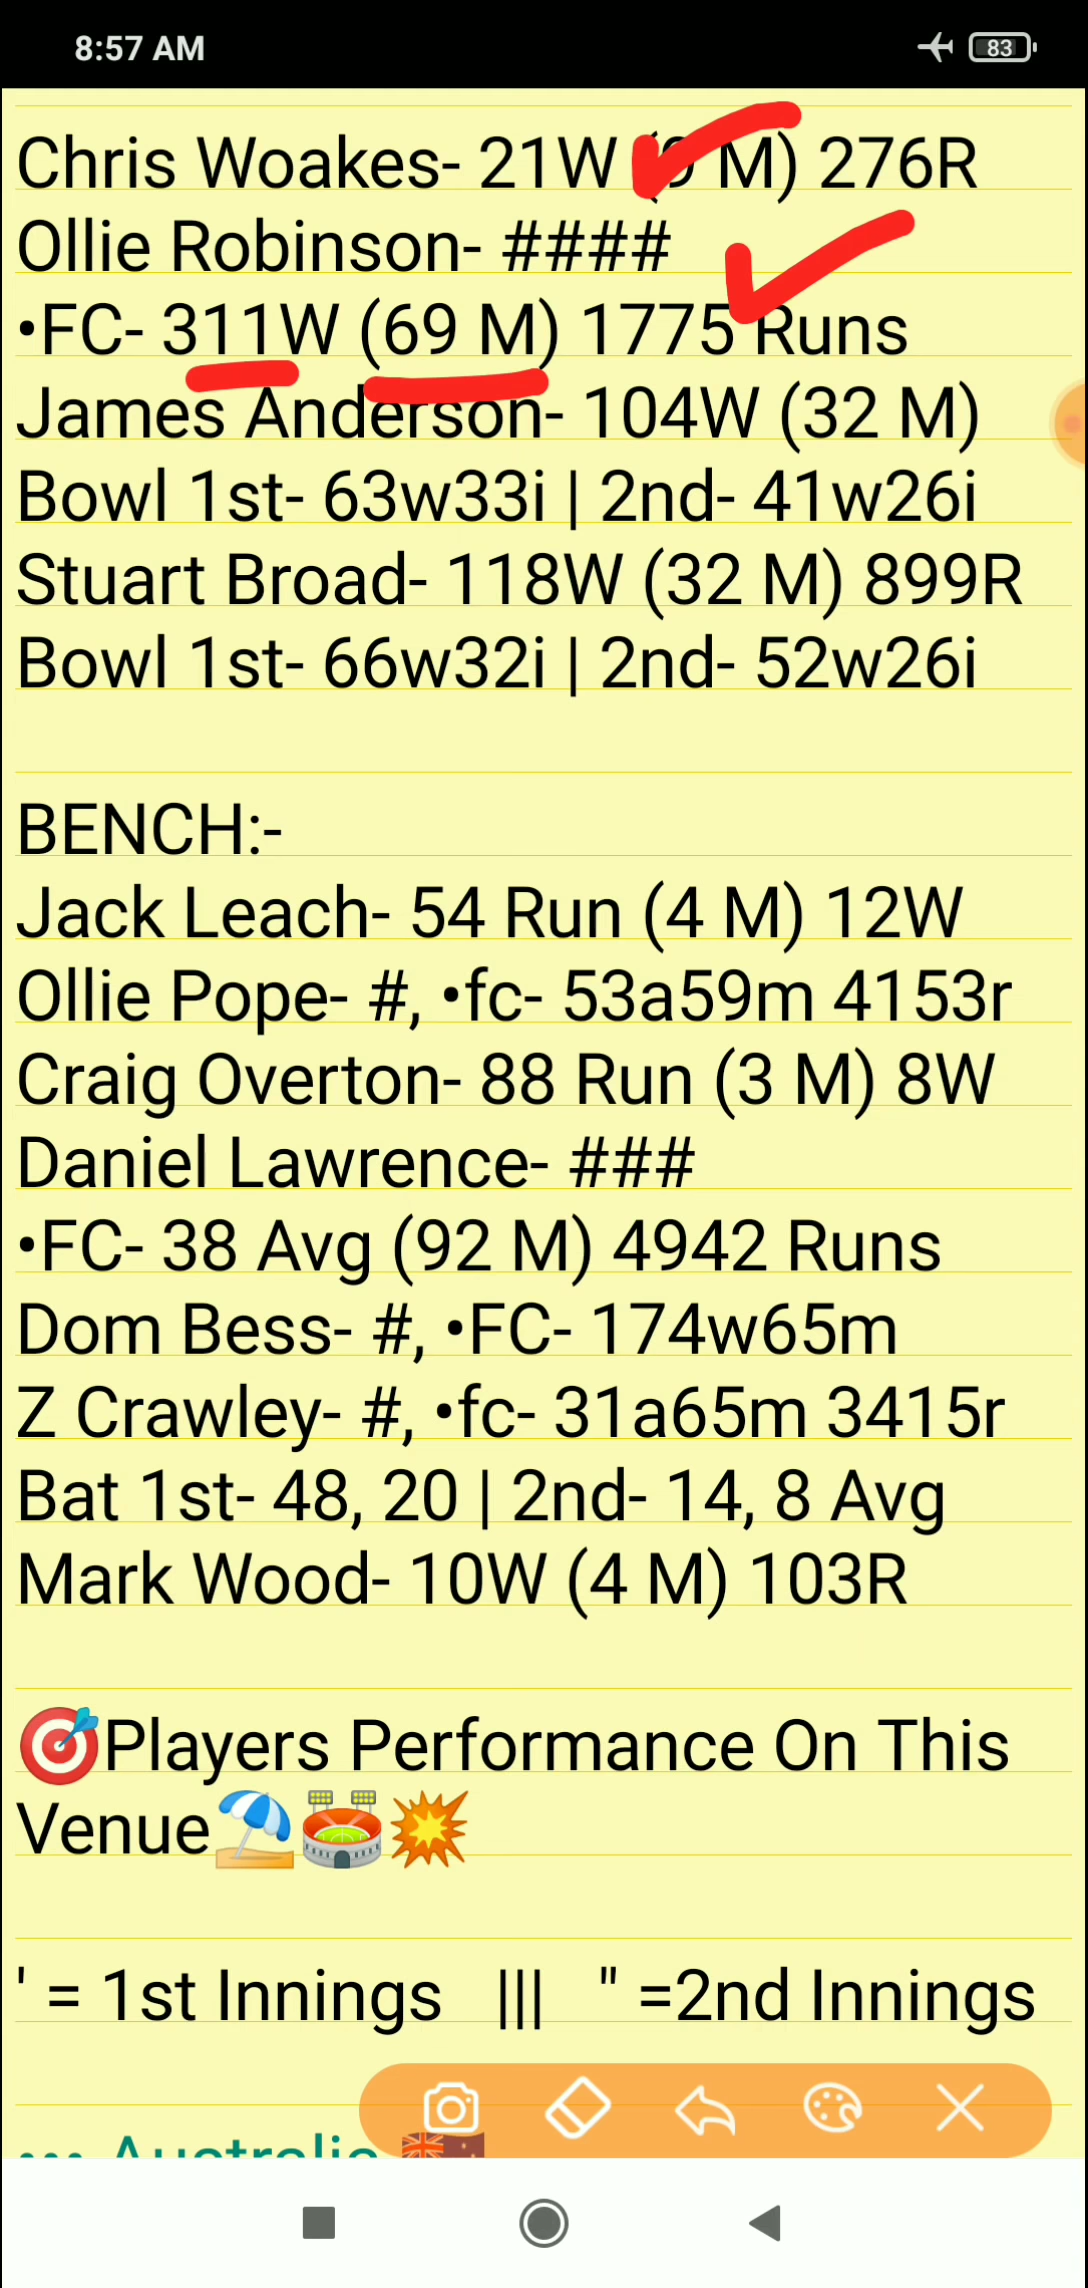 8:57 AM
83
Chris Woakes- 21W (9 M) 276R
Ollie Robinson- ####
•FC- 311W (69 M) 1775 Runs
James Anderson- 104W (32 M)
Bowl 1st- 63w33i | 2nd- 41w26i
Stuart Broad- 118W (32 M) 899R
Bowl 1st- 66w32i | 2nd- 52w26i
BENCH:-
Jack Leach- 54 Run (4 M) 12W
Ollie Pope- #, •fc- 53a59m 4153r
Craig Overton- 88 Run (3 M) 8W
Daniel Lawrence- ###
•FC- 38 Avg (92 M) 4942 Runs
Dom Bess- #, •FC- 174w65m
Z Crawley- #, •fc- 31a65m 3415r
Bat 1st- 48, 20 | 2nd- 14, 8 Avg
Mark Wood- 10W (4 M) 103R
🎯Players Performance On This
Venue⛱️🏟️💥
' = 1st Innings ||| " =2nd Innings
... Australia 🇦🇺